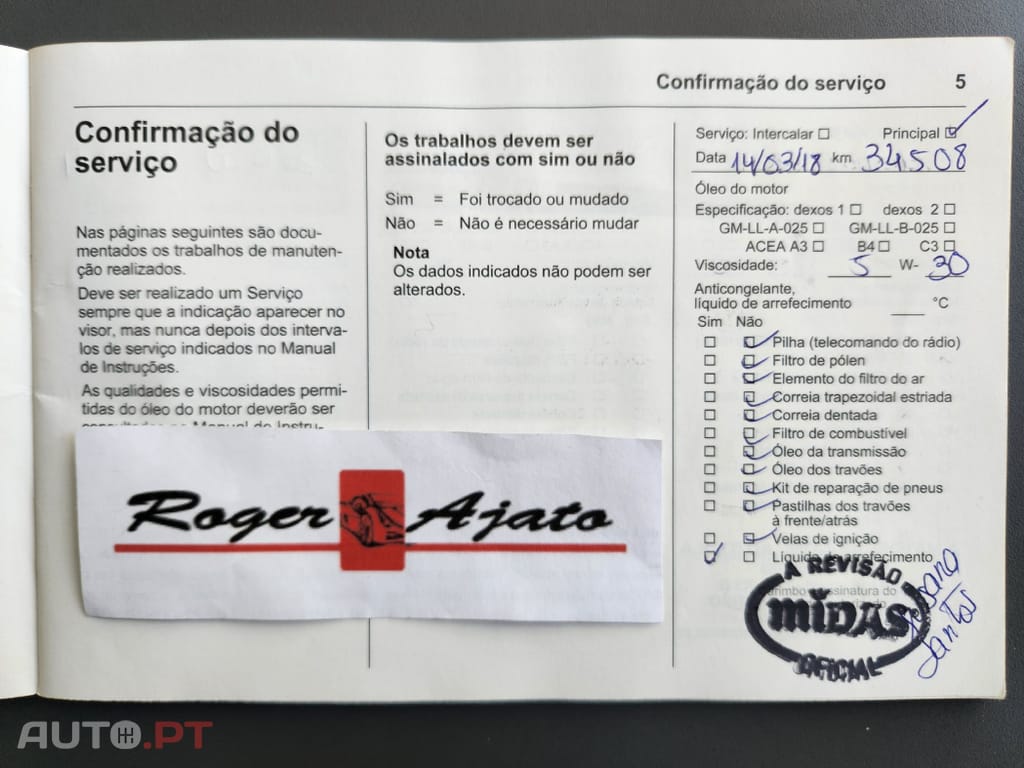 Confirmação do serviço 5
Confirmação do
serviço
Nas páginas seguintes são docu-
mentados os trabalhos de manuten-
ção realizados.
Deve ser realizado um Serviço
sempre que a indicação aparecer no
visor, mas nunca depois dos interva-
los de serviço indicados no Manual
de Instruções.
As qualidades e viscosidades permi-
tidas do óleo do motor deverão ser
Roger Ajato
Os trabalhos devem ser
assinalados com sim ou não
Sim = Foi trocado ou mudado
Não = Não é necessário mudar
Nota
Os dados indicados não podem ser
alterados.
Serviço: Intercalar Principal
Data 14/03/18 km 34508
Óleo do motor
Especificação: dexos 1 dexos 2
GM-LL-A-025 GM-LL-B-025
ACEA A3 B4 C3
Viscosidade: 5 W- 30
Anticongelante,
líquido de arrefecimento °C
Sim Não
Pilha (telecomando do rádio)
Filtro de pólen
Elemento do filtro do ar
Correia trapezoidal estriada
Correia dentada
Filtro de combustível
Óleo da transmissão
Óleo dos travões
Kit de reparação de pneus
Pastilhas dos travões
à frente/atrás
Velas de ignição
Líquido de arrefecimento
A REVISÃO
MIDAS
OFICIAL
Santos
AUTO.PT